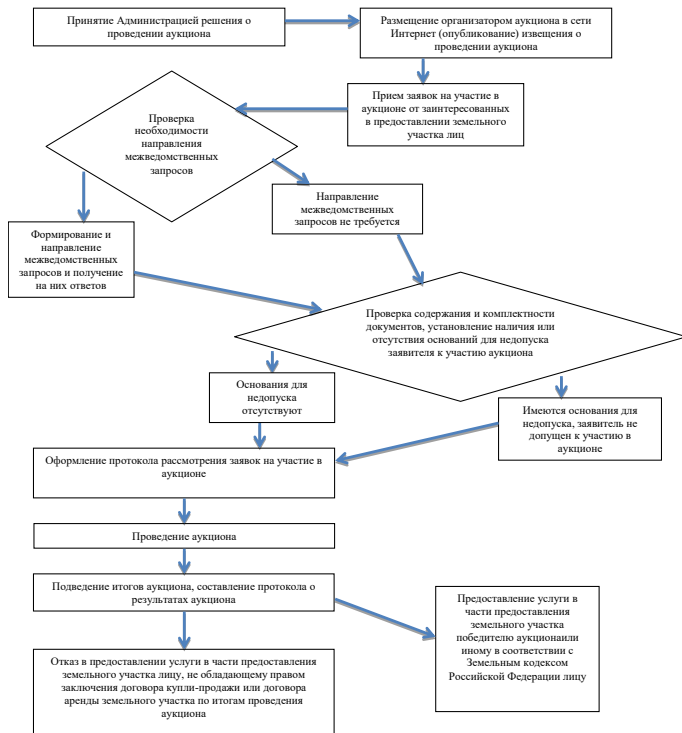 Принятие Администрацией решения о
проведении аукциона
Размещение организатором аукциона в сети
Интернет (опубликование) извещения о
проведении аукциона
Прием заявок на участие в
аукционе от заинтересованных
в предоставлении земельного
участка лиц
Проверка
необходимости
направления
межведомственных
запросов
Направление
межведомственных
запросов не требуется
Формирование и
направление
межведомственных
запросов и получение
на них ответов
Проверка содержания и комплектности
документов, установление наличия или
отсутствия оснований для недопуска
заявителя к участию аукциона
Основания для
недопуска
отсутствуют
Имеются основания для
недопуска, заявитель не
допущен к участию в
аукционе
Оформление протокола рассмотрения заявок на участие в
аукционе
Проведение аукциона
Подведение итогов аукциона, составление протокола о
результатах аукциона
Предоставление услуги в
части предоставления
земельного участка
победителю аукционаили
иному в соответствии с
Земельным кодексом
Российской Федерации лицу
Отказ в предоставлении услуги в части предоставления
земельного участка лицу, не обладающему правом
заключения договора купли-продажи или договора
аренды земельного участка по итогам проведения
аукциона